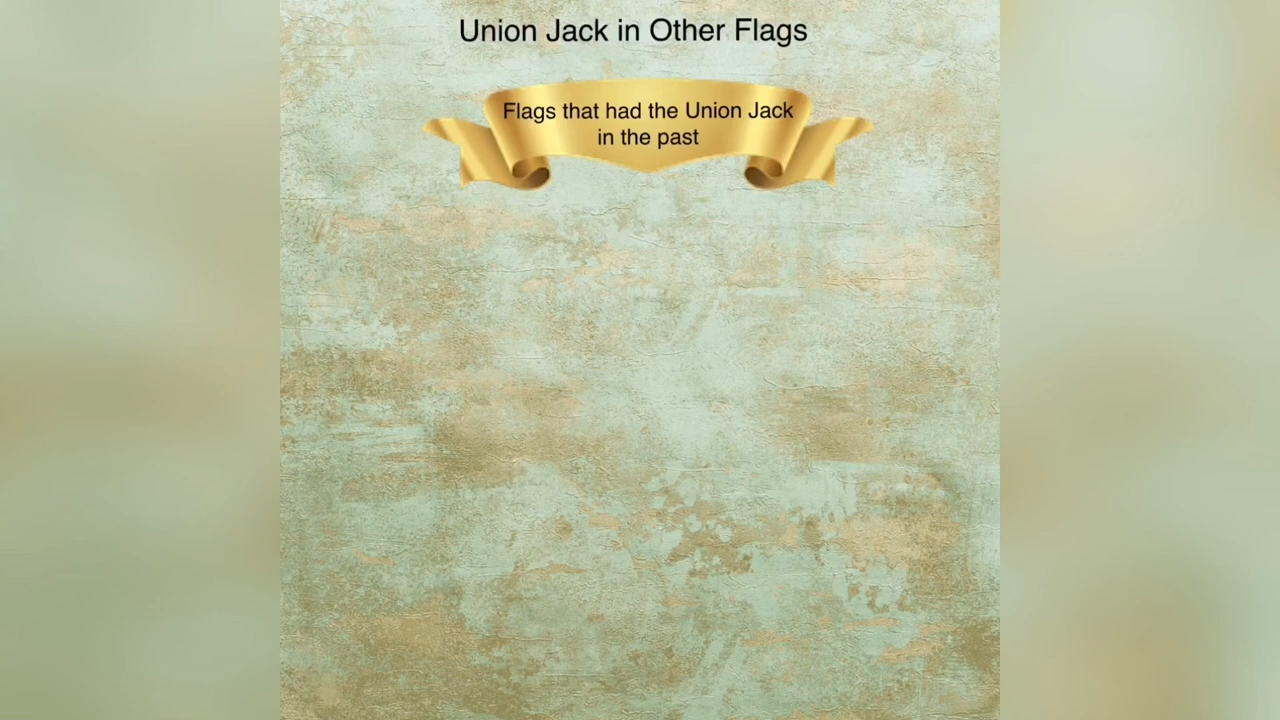 Union Jack in Other Flags
Flags that had the Union Jack
in the past